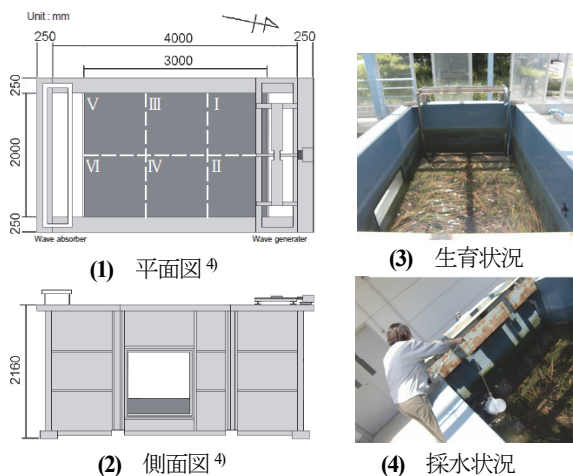 Unit : mm
250
4000
250
3000
250
2000
250
V
III
I
VI
IV
II
Wave absorber
Wave generater
(1) 平面図 4)
2160
(2) 側面図 4)
(3) 生育状況
(4) 採水状況